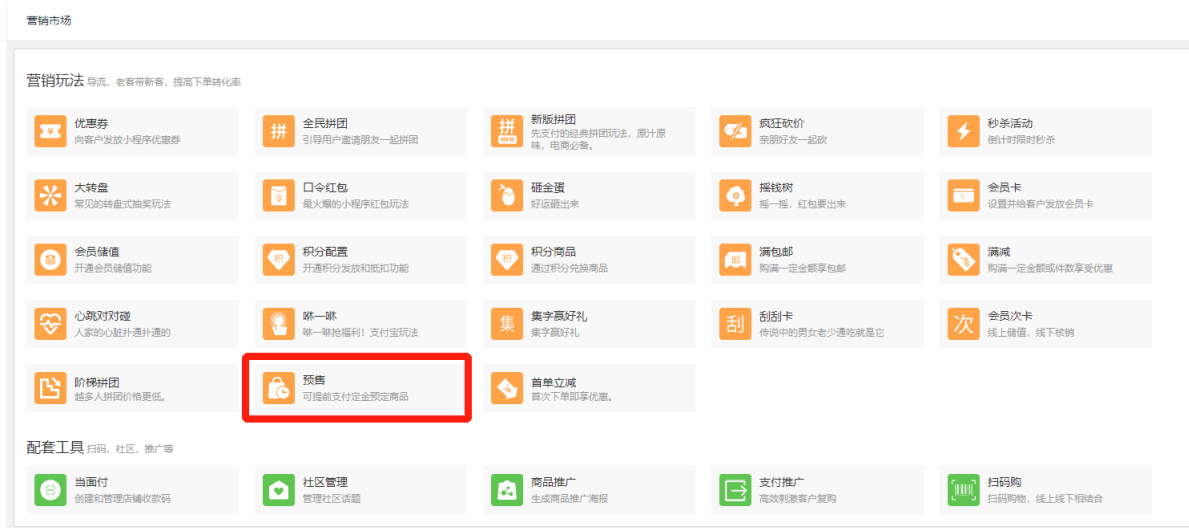 营销市场
营销玩法 导流，老客带新客，提高下单转化率
优惠券
向客户发放小程序优惠券
拼
全民拼团
引导用户邀请朋友一起拼团
拼
NEW
新版拼团
先支付的经典拼团玩法，原汁原
味，电商必备。
疯狂砍价
亲朋好友一起砍
秒杀活动
倒计时限时秒杀
大转盘
常见的转盘式抽奖玩法
令
口令红包
最火爆的小程序红包玩法
砸金蛋
好运砸出来
摇钱树
摇一摇，红包要出来
会员卡
设置并给客户发放会员卡
会员储值
开通会员储值功能
积
积分配置
开通积分发放和抵扣功能
积
积分商品
通过积分兑换商品
邮
满包邮
购满一定金额享包邮
满减
购满一定金额或件数享受优惠
心跳对对碰
人家的心脏扑通扑通的
咻一咻
咻一咻抢福利！支付宝玩法
集
集字赢好礼
集字赢好礼
刮
刮刮卡
传说中的男女老少通吃就是它
次
会员次卡
线上储值，线下核销
阶梯拼团
越多人拼团价格更低。
预售
可提前支付定金预定商品
首单立减
首次下单即享优惠。
配套工具 扫码，社区，推广等
当面付
创建和管理店铺收款码
社区管理
管理社区话题
商品推广
生成商品推广海报
支付推广
高效刺激客户复购
扫码购
扫码购物，线上线下相结合